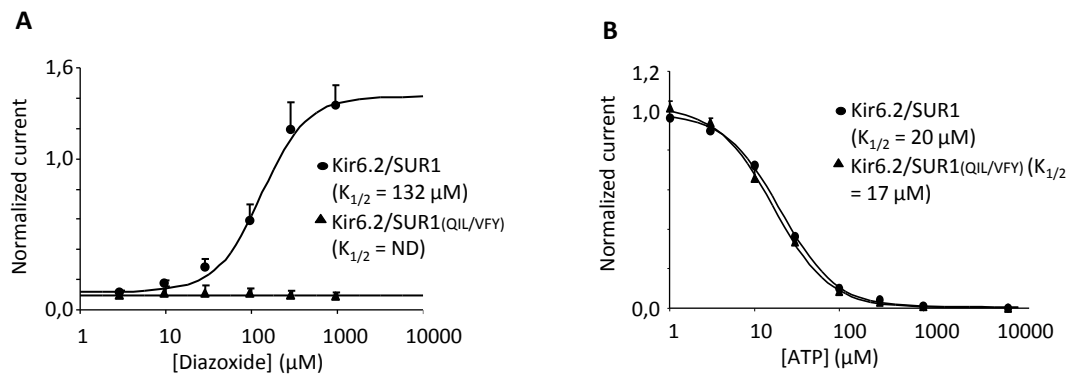 A
Normalized current
1,6
1,0
0,0
1 10 100 1000 10000
[Diazoxide] (µM)
Kir6.2/SUR1
(K1/2 = 132 µM)
Kir6.2/SUR1(QIL/VFY)
(K1/2 = ND)
B
Normalized current
1,2
1,0
0,0
1 10 100 1000 10000
[ATP] (µM)
Kir6.2/SUR1
(K1/2 = 20 µM)
Kir6.2/SUR1(QIL/VFY) (K1/2
= 17 µM)